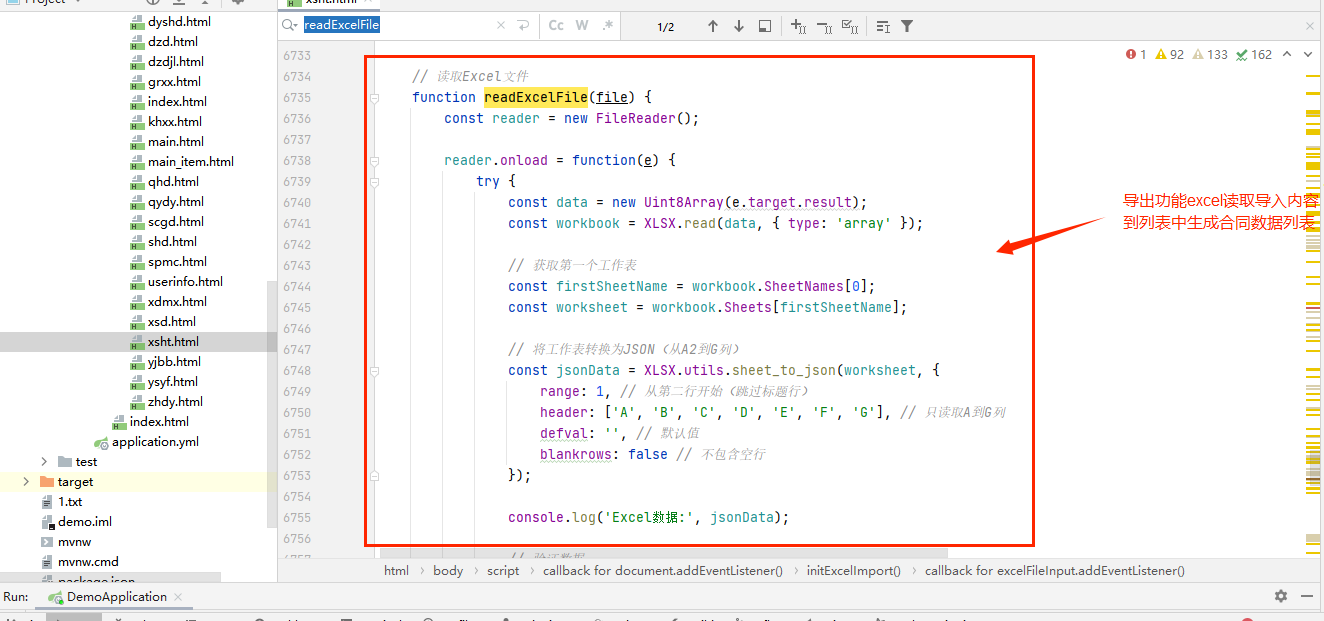 Project
xsht.html
dyshd.html
dzd.html
dzdjl.html
grxx.html
index.html
khxx.html
main.html
main_item.html
qhd.html
qydy.html
scgd.html
shd.html
spmc.html
userinfo.html
xdmx.html
xsd.html
xsht.html
yjbb.html
ysyf.html
zhdy.html
index.html
application.yml
test
target
1.txt
demo.iml
mvnw
mvnw.cmd
package.json
readExcelFile
Cc W .* 1/2
1 92 133 162
6733
6734 // 读取Excel文件
6735 function readExcelFile(file) {
6736 const reader = new FileReader();
6737
6738 reader.onload = function(e) {
6739 try {
6740 const data = new Uint8Array(e.target.result);
6741 const workbook = XLSX.read(data, { type: 'array' });
6742
6743 // 获取第一个工作表
6744 const firstSheetName = workbook.SheetNames[0];
6745 const worksheet = workbook.Sheets[firstSheetName];
6746
6747 // 将工作表转换为JSON（从A2到G列）
6748 const jsonData = XLSX.utils.sheet_to_json(worksheet, {
6749 range: 1, // 从第二行开始（跳过标题行）
6750 header: ['A', 'B', 'C', 'D', 'E', 'F', 'G'], // 只读取A到G列
6751 defval: '', // 默认值
6752 blankrows: false // 不包含空行
6753 });
6754
6755 console.log('Excel数据:', jsonData);
6756
6757 // 验证数据
导出功能excel读取导入内容
到列表中生成合同数据列表
html › body › script › callback for document.addEventListener() › initExcelImport() › callback for excelFileInput.addEventListener()
Run: DemoApplication